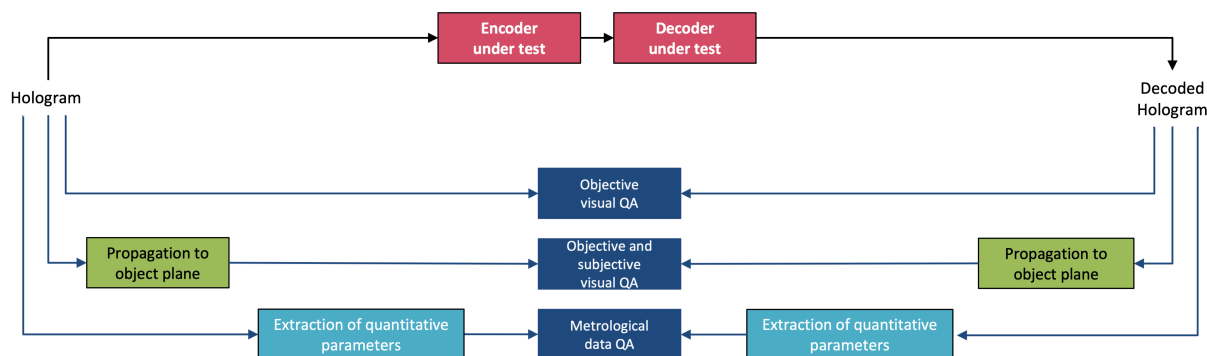 Encoder
under test
Decoder
under test
Hologram
Decoded
Hologram
Objective
visual QA
Propagation to
object plane
Objective and
subjective
visual QA
Propagation to
object plane
Extraction of quantitative
parameters
Metrological
data QA
Extraction of quantitative
parameters